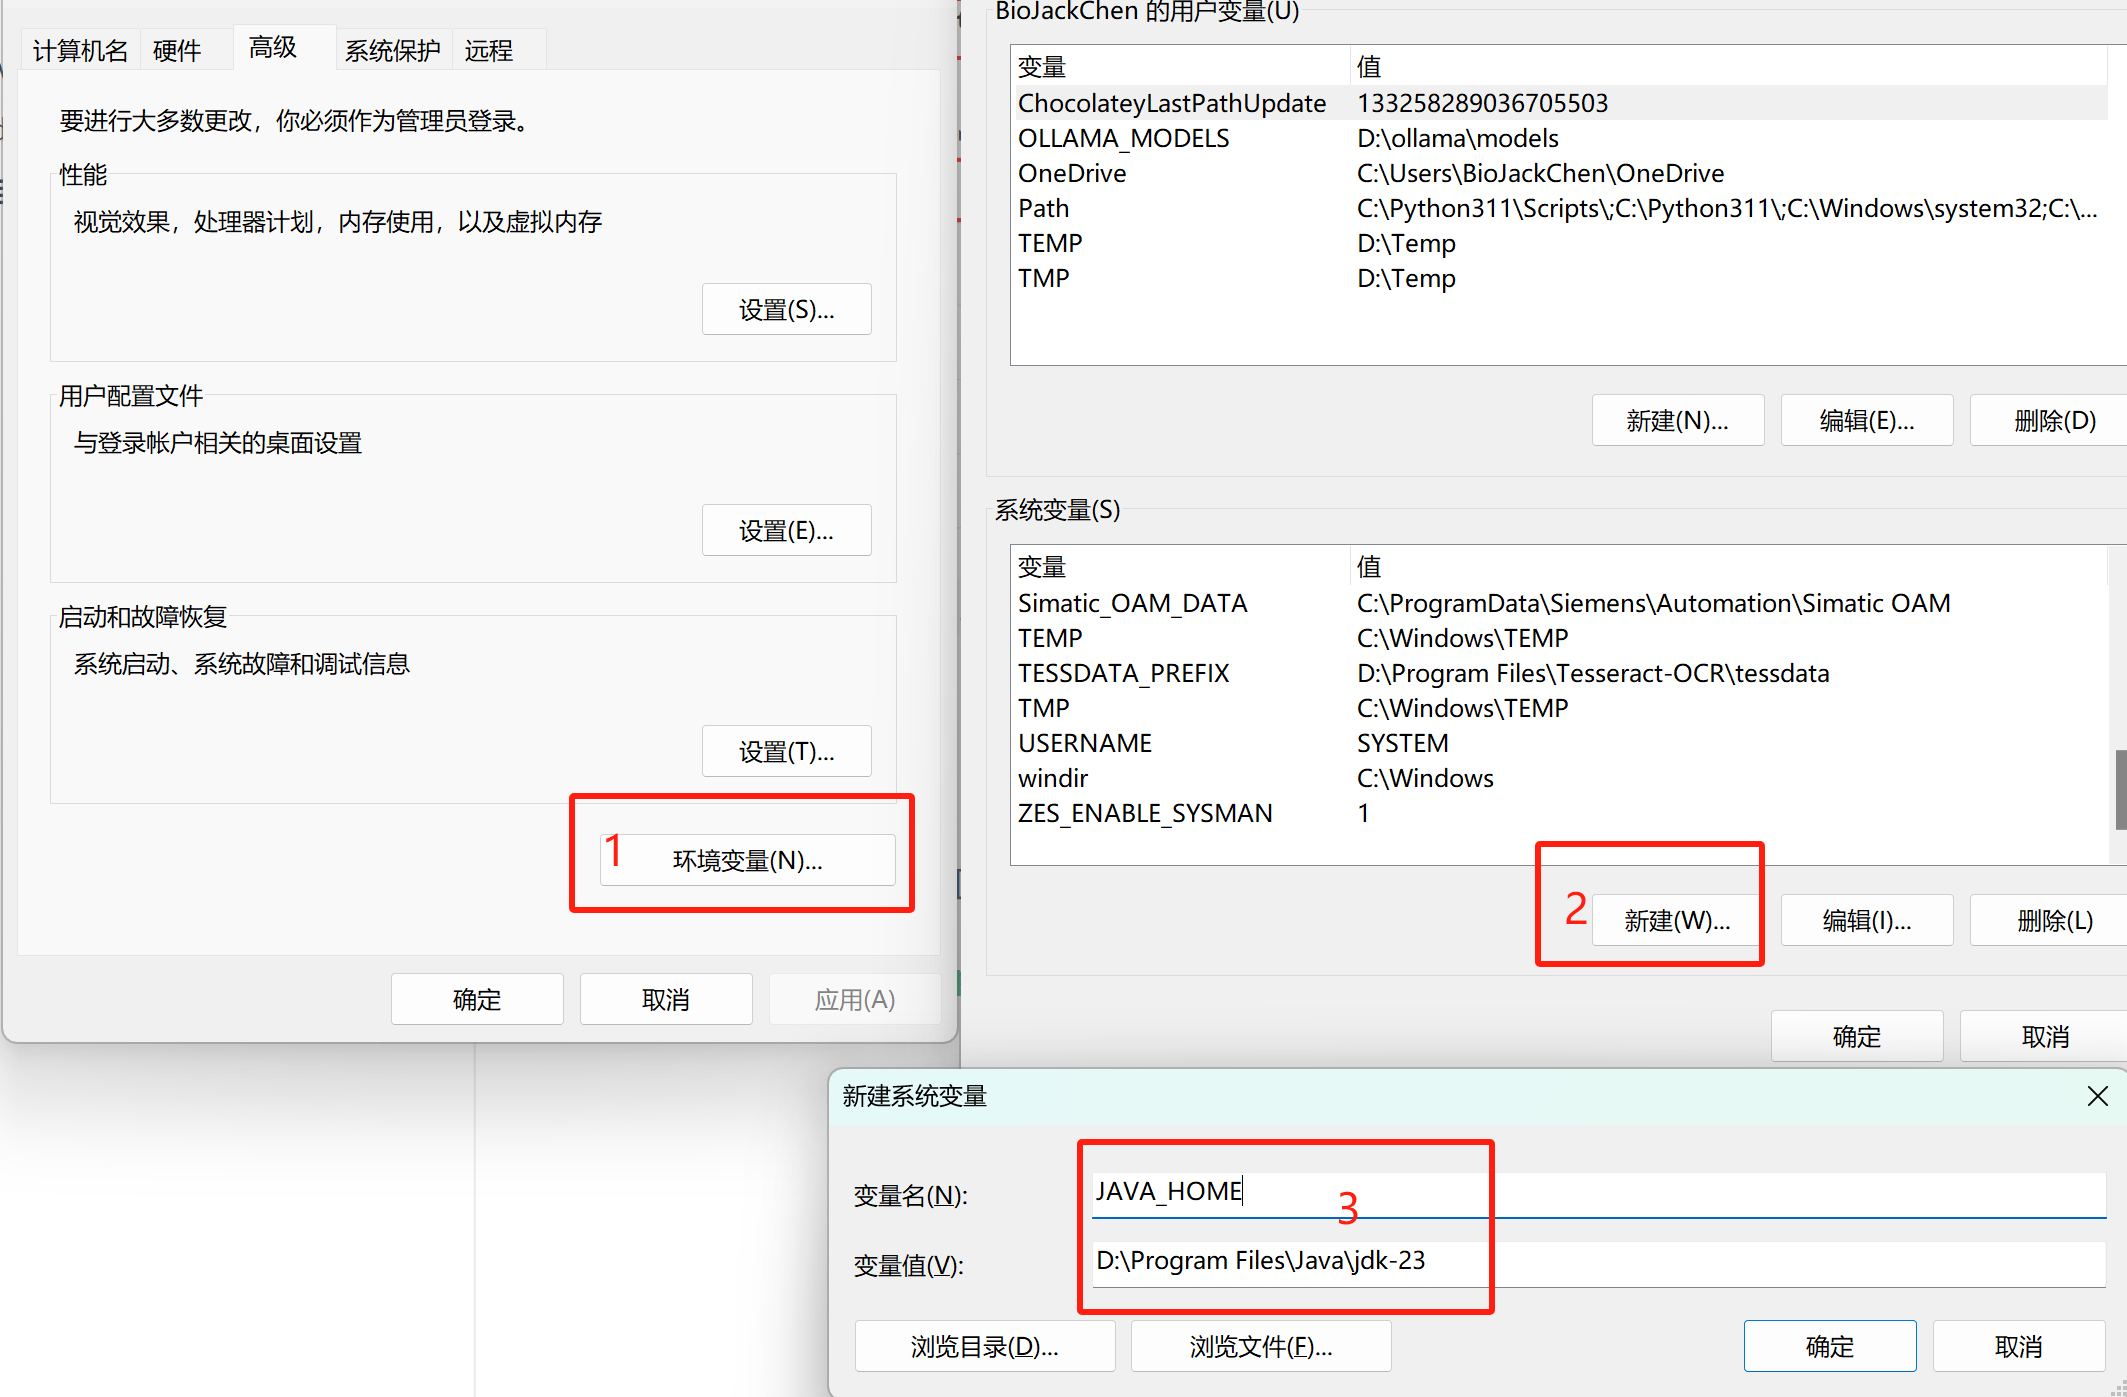 计算机名 硬件 高级 系统保护 远程
要进行大多数更改，你必须作为管理员登录。
性能
视觉效果，处理器计划，内存使用，以及虚拟内存
设置(S)...
用户配置文件
与登录帐户相关的桌面设置
设置(E)...
启动和故障恢复
系统启动、系统故障和调试信息
设置(T)...
1
环境变量(N)...
确定 取消 应用(A)
BioJackChen 的用户变量(U)
变量 值
ChocolateyLastPathUpdate 133258289036705503
OLLAMA_MODELS D:\ollama\models
OneDrive C:\Users\BioJackChen\OneDrive
Path C:\Python311\Scripts\;C:\Python311\;C:\Windows\system32;C:\...
TEMP D:\Temp
TMP D:\Temp
新建(N)... 编辑(E)... 删除(D)
系统变量(S)
变量 值
Simatic_OAM_DATA C:\ProgramData\Siemens\Automation\Simatic OAM
TEMP C:\Windows\TEMP
TESSDATA_PREFIX D:\Program Files\Tesseract-OCR\tessdata
TMP C:\Windows\TEMP
USERNAME SYSTEM
windir C:\Windows
ZES_ENABLE_SYSMAN 1
2 新建(W)... 编辑(I)... 删除(L)
确定 取消
新建系统变量
变量名(N): JAVA_HOME
3
变量值(V): D:\Program Files\Java\jdk-23
浏览目录(D)... 浏览文件(F)... 确定 取消